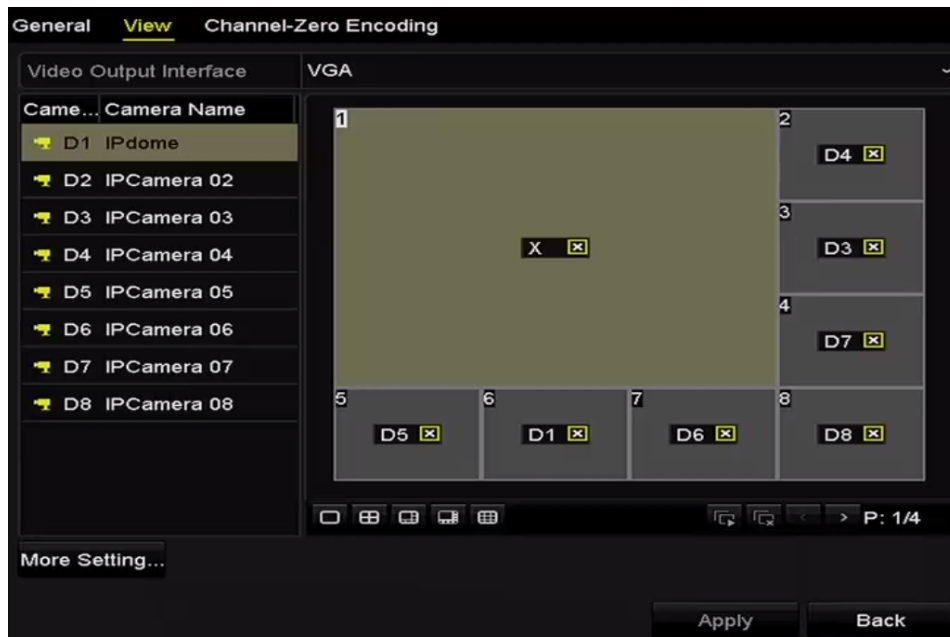 General View Channel-Zero Encoding
Video Output Interface VGA
Came... Camera Name
D1 IPdome
D2 IPCamera 02
D3 IPCamera 03
D4 IPCamera 04
D5 IPCamera 05
D6 IPCamera 06
D7 IPCamera 07
D8 IPCamera 08
1
X
2
D4
3
D3
4
D7
5
D5
6
D1
7
D6
8
D8
P: 1/4
More Setting...
Apply Back